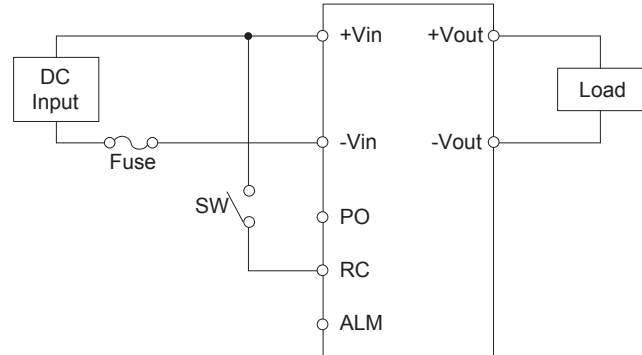 +Vin
+Vout
DC
Input
Load
-Vin
-Vout
Fuse
SW
PO
RC
ALM